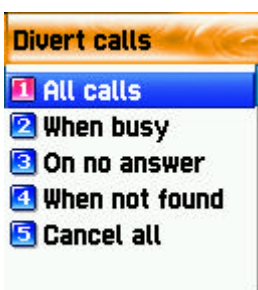 Divert calls
1 All calls
2 When busy
3 On no answer
4 When not found
5 Cancel all